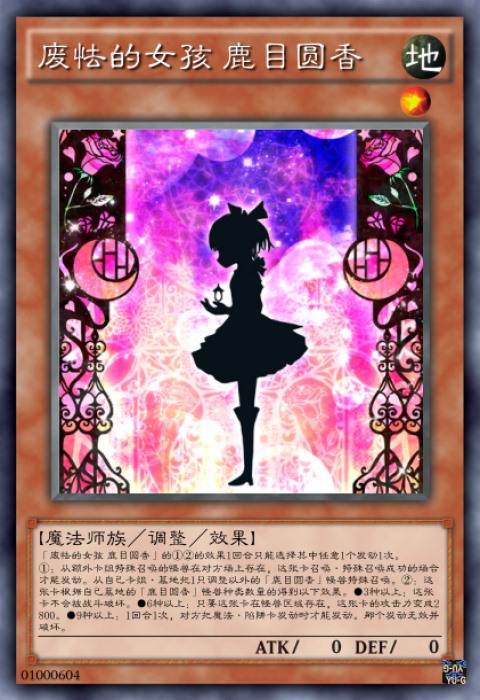 废怯的女孩 鹿目圆香
地
【魔法师族／调整／效果】
「废怯的女孩 鹿目圆香」的①②的效果1回合只能选择其中任意1个发动1次。
①：从额外卡组特殊召唤的怪兽在对方场上存在，这张卡召唤·特殊召唤成功的场合
才能发动。从自己卡组·墓地把1只调整以外的「鹿目圆香」怪兽特殊召唤。②：这
张卡根据自己墓地的「鹿目圆香」怪兽种类数量的得到以下效果。●3种以上：这张
卡不会被战斗破坏。●6种以上：只要这张卡在怪兽区域存在，这张卡的攻击力变成2
800。●9种以上：1回合1次，对方把魔法·陷阱卡发动时才能发动。那个发动无效并
破坏。
ATK/ 0 DEF/ 0
01000604